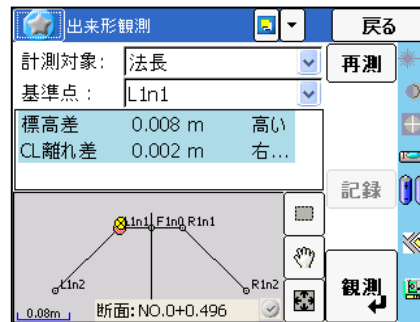 出来形観測
戻る
計測対象: 法長
再測
基準点: L1n1
標高差 0.008 m 高い
CL離れ差 0.002 m 右...
記録
L1n1 F1n0 R1n1
L1n2
R1n2
観測
0.08m
断面:NO.0+0.496